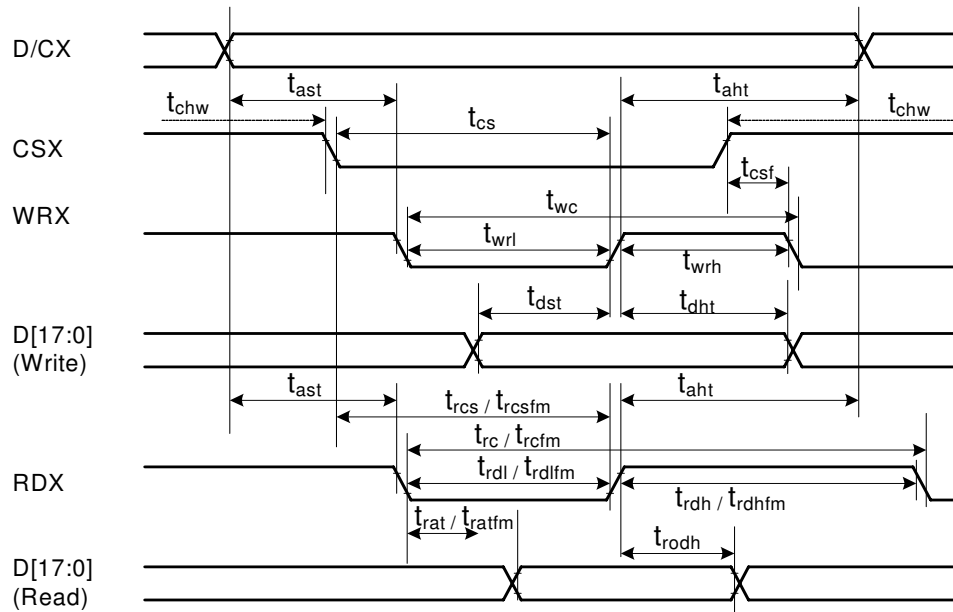 D/CX
t_ast
t_aht
t_chw
t_chw
t_cs
CSX
t_csf
WRX
t_wc
t_wrl
t_wrh
t_dst
t_dht
D[17:0]
(Write)
t_ast
t_aht
t_rcs / t_rcsfm
t_rc / t_rcfm
RDX
t_rdl / t_rdlfm
t_rdh / t_rdhfm
t_rat / t_ratfm
t_rodh
D[17:0]
(Read)